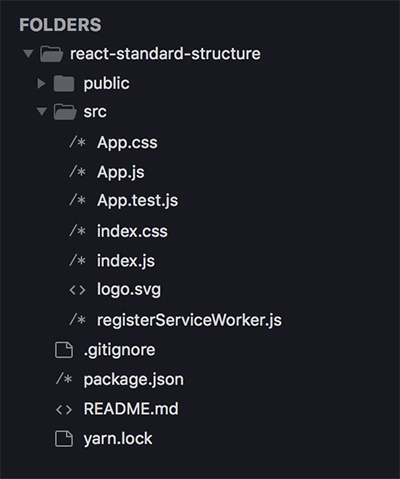 FOLDERS
react-standard-structure
public
src
/* App.css
/* App.js
/* App.test.js
/* index.css
/* index.js
<> logo.svg
/* registerServiceWorker.js
.gitignore
/* package.json
<> README.md
yarn.lock